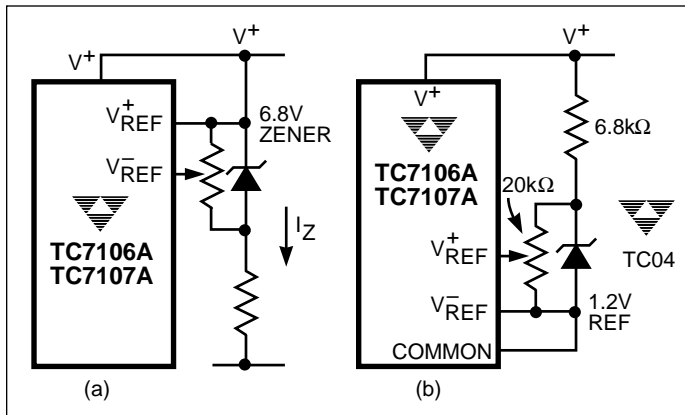 V+
V+
V+REF
6.8V
ZENER
V−REF
TC7106A
TC7107A
IZ
(a)
V+
V+
6.8kΩ
TC7106A
TC7107A
20kΩ
V+REF
TC04
V−REF
1.2V
REF
COMMON
(b)